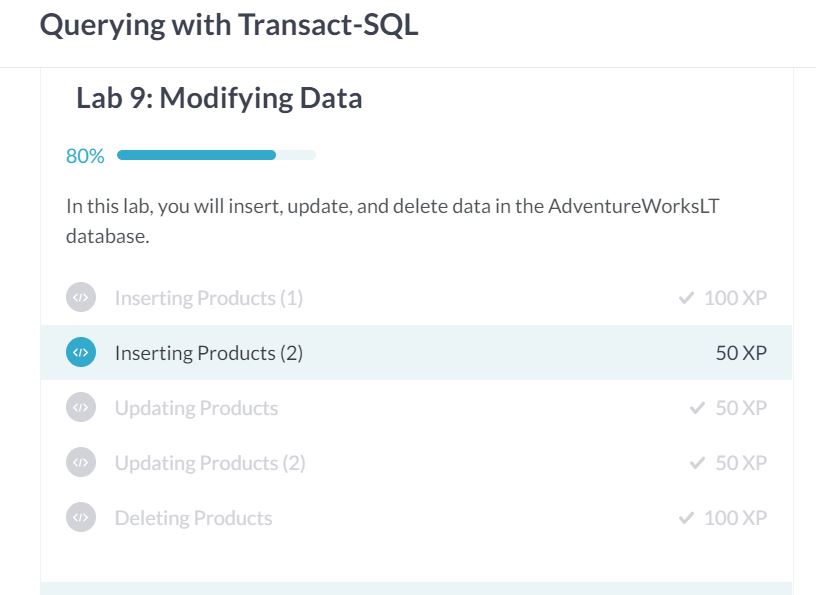 Querying with Transact-SQL
Lab 9: Modifying Data
80%
In this lab, you will insert, update, and delete data in the AdventureWorksLT
database.
</> Inserting Products (1) ✔ 100 XP
</> Inserting Products (2) 50 XP
</> Updating Products ✔ 50 XP
</> Updating Products (2) ✔ 50 XP
</> Deleting Products ✔ 100 XP